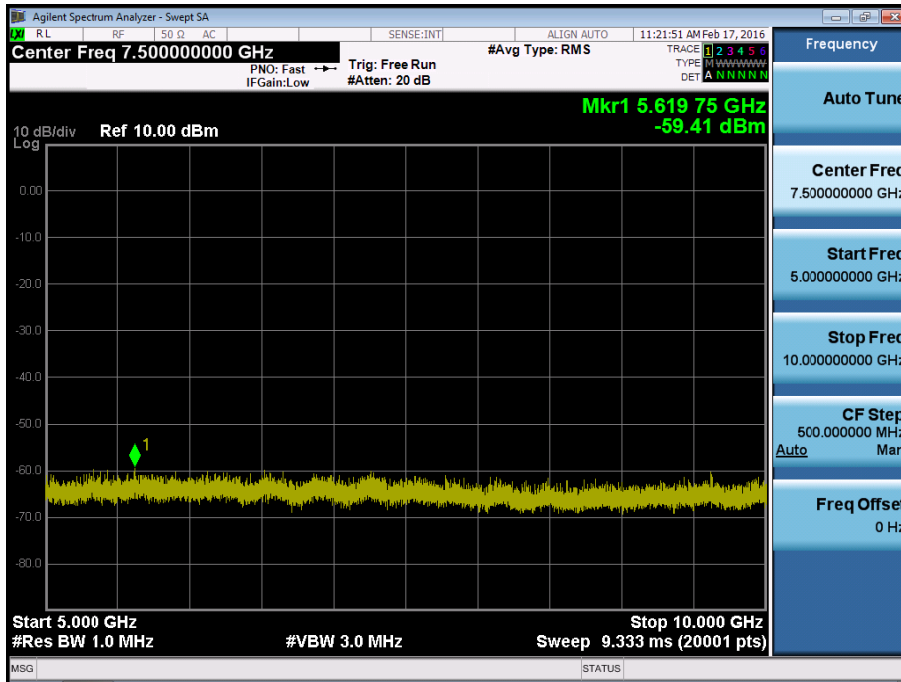 Agilent Spectrum Analyzer - Swept SA
LXI RL RF 50 Ω AC SENSE:INT ALIGN AUTO 11:21:51 AM Feb 17, 2016
Center Freq 7.500000000 GHz #Avg Type: RMS TRACE 1 2 3 4 5 6
PNO: Fast Trig: Free Run TYPE M W W W W W
IFGain:Low #Atten: 20 dB DET A N N N N N
Mkr1 5.619 75 GHz
-59.41 dBm
10 dB/div Ref 10.00 dBm
Log
0.00
-10.0
-20.0
-30.0
-40.0
-50.0
1
-60.0
-70.0
-80.0
Start 5.000 GHz Stop 10.000 GHz
#Res BW 1.0 MHz #VBW 3.0 MHz Sweep 9.333 ms (20001 pts)
MSG STATUS
Frequency
Auto Tune
Center Freq
7.500000000 GHz
Start Freq
5.000000000 GHz
Stop Freq
10.000000000 GHz
CF Step
500.000000 MHz
Auto Man
Freq Offset
0 Hz